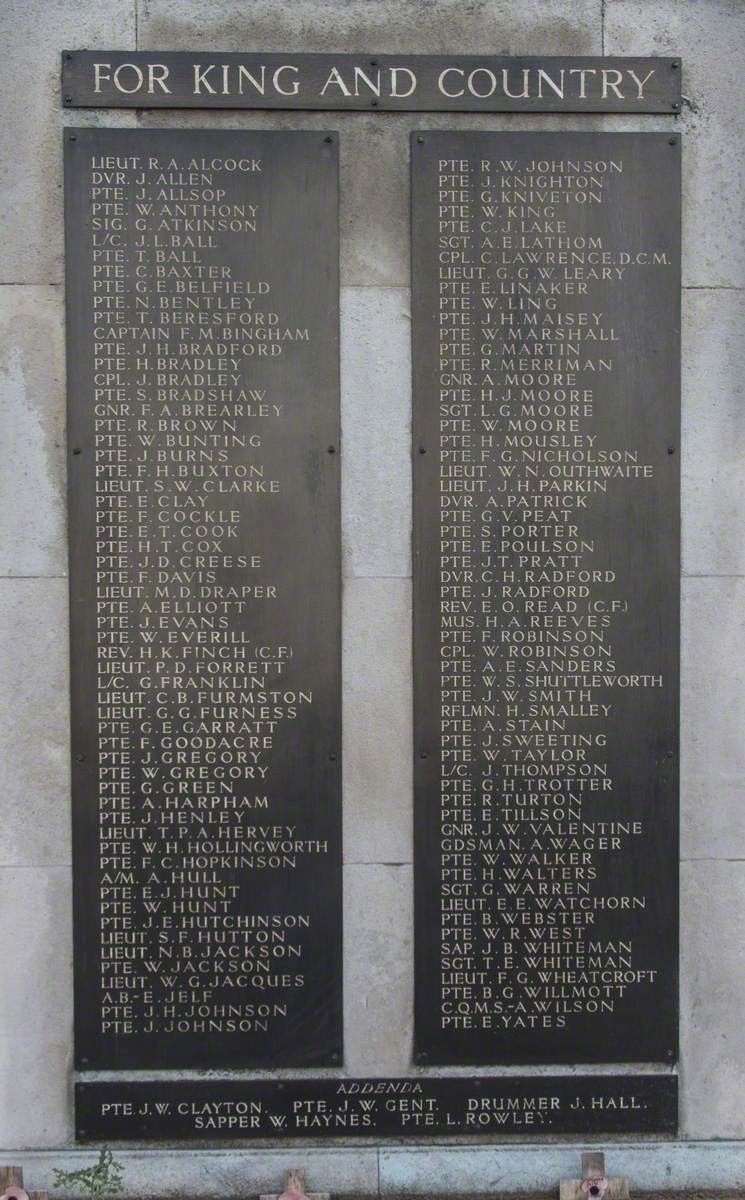 FOR KING AND COUNTRY
LIEUT. R. A. ALCOCK
DVR. J. ALLEN
PTE. J. ALLSOP
PTE. W. ANTHONY
SIG. G. ATKINSON
L/C. J. L. BALL
PTE. T. BALL
PTE. C. BAXTER
PTE. G. E. BELFIELD
PTE. N. BENTLEY
PTE. T. BERESFORD
CAPTAIN F. M. BINGHAM
PTE. J. H. BRADFORD
PTE. H. BRADLEY
CPL. J. BRADLEY
PTE. S. BRADSHAW
GNR. F. A. BREARLEY
PTE. R. BROWN
PTE. W. BUNTING
PTE. J. BURNS
PTE. F. H. BUXTON
LIEUT. S. W. CLARKE
PTE. E. CLAY
PTE. F. COCKLE
PTE. E. T. COOK
PTE. H. T. COX
PTE. J. D. CREESE
PTE. F. DAVIS
LIEUT. M. D. DRAPER
PTE. A. ELLIOTT
PTE. J. EVANS
PTE. W. EVERILL
REV. H. K. FINCH (C.F.)
LIEUT. P. D. FORRETT
L/C. G. FRANKLIN
LIEUT. C. B. FURMSTON
LIEUT. G. G. FURNESS
PTE. G. E. GARRATT
PTE. F. GOODACRE
PTE. J. GREGORY
PTE. W. GREGORY
PTE. G. GREEN
PTE. A. HARPHAM
PTE. J. HENLEY
LIEUT. T. P. A. HERVEY
PTE. W. H. HOLLINGWORTH
PTE. F. C. HOPKINSON
A/M. A. HULL
PTE. E. J. HUNT
PTE. W. HUNT
PTE. J. E. HUTCHINSON
LIEUT. S. F. HUTTON
LIEUT. N. B. JACKSON
PTE. W. JACKSON
LIEUT. W. G. JACQUES
A.B.-E. JELF
PTE. J. H. JOHNSON
PTE. J. JOHNSON
PTE. R. W. JOHNSON
PTE. J. KNIGHTON
PTE. G. KNIVETON
PTE. W. KING
PTE. C. J. LAKE
SGT. A. E. LATHOM
CPL. C. LAWRENCE, D.C.M.
LIEUT. G. G. W. LEARY
PTE. E. LINAKER
PTE. W. LING
PTE. J. H. MAISEY
PTE. W. MARSHALL
PTE. G. MARTIN
PTE. R. MERRIMAN
GNR. A. MOORE
PTE. H. J. MOORE
SGT. L. G. MOORE
PTE. W. MOORE
PTE. H. MOUSLEY
PTE. F. G. NICHOLSON
LIEUT. W. N. OUTHWAITE
LIEUT. J. H. PARKIN
DVR. A. PATRICK
PTE. G. V. PEAT
PTE. S. PORTER
PTE. E. POULSON
PTE. J. T. PRATT
DVR. C. H. RADFORD
PTE. J. RADFORD
REV. E. O. READ (C.F.)
MUS. H. A. REEVES
PTE. F. ROBINSON
CPL. W. ROBINSON
PTE. A. E. SANDERS
PTE. W. S. SHUTTLEWORTH
PTE. J. W. SMITH
RFLMN. H. SMALLEY
PTE. A. STAIN
PTE. J. SWEETING
PTE. W. TAYLOR
L/C. J. THOMPSON
PTE. G. H. TROTTER
PTE. R. TURTON
PTE. E. TILLSON
GNR. J. W. VALENTINE
GDSMAN. A. WAGER
PTE. W. WALKER
PTE. H. WALTERS
SGT. G. WARREN
LIEUT. E. E. WATCHORN
PTE. B. WEBSTER
PTE. W. R. WEST
SAP. J. B. WHITEMAN
SGT. T. E. WHITEMAN
LIEUT. F. G. WHEATCROFT
PTE. B. G. WILLMOTT
C.Q.M.S.-A. WILSON
PTE. E. YATES
ADDENDA
PTE. J. W. CLAYTON. PTE. J. W. GENT. DRUMMER J. HALL.
SAPPER W. HAYNES. PTE. L. ROWLEY.